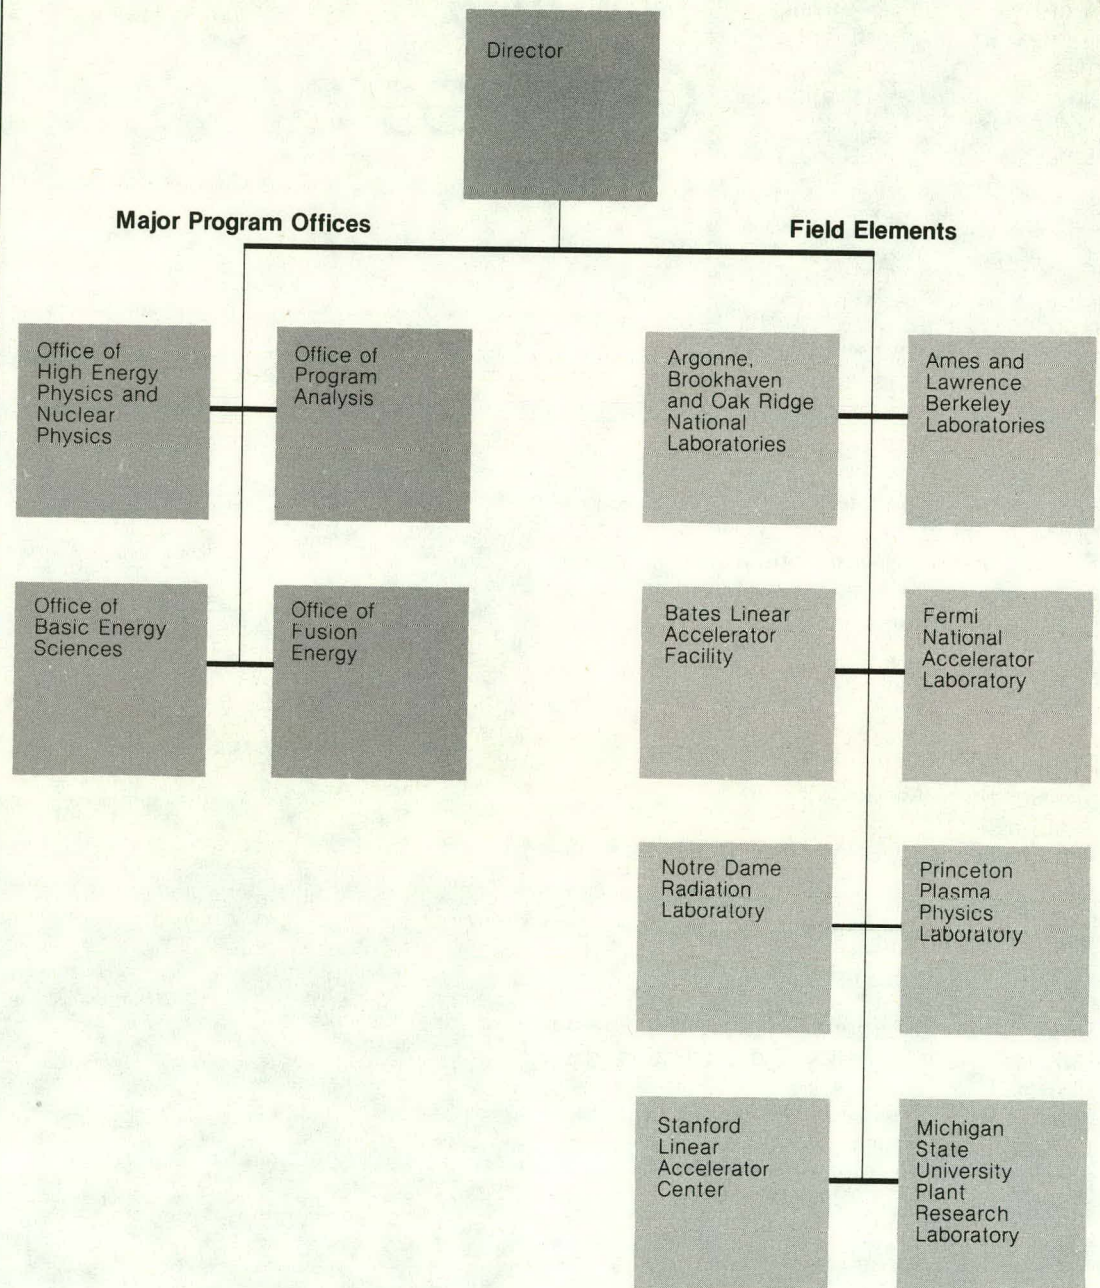 Director
Major Program Offices
Field Elements
Office of
High Energy
Physics and
Nuclear
Physics
Office of
Program
Analysis
Argonne,
Brookhaven
and Oak Ridge
National
Laboratories
Ames and
Lawrence
Berkeley
Laboratories
Office of
Basic Energy
Sciences
Office of
Fusion
Energy
Bates Linear
Accelerator
Facility
Fermi
National
Accelerator
Laboratory
Notre Dame
Radiation
Laboratory
Princeton
Plasma
Physics
Laboratory
Stanford
Linear
Accelerator
Center
Michigan
State
University
Plant
Research
Laboratory